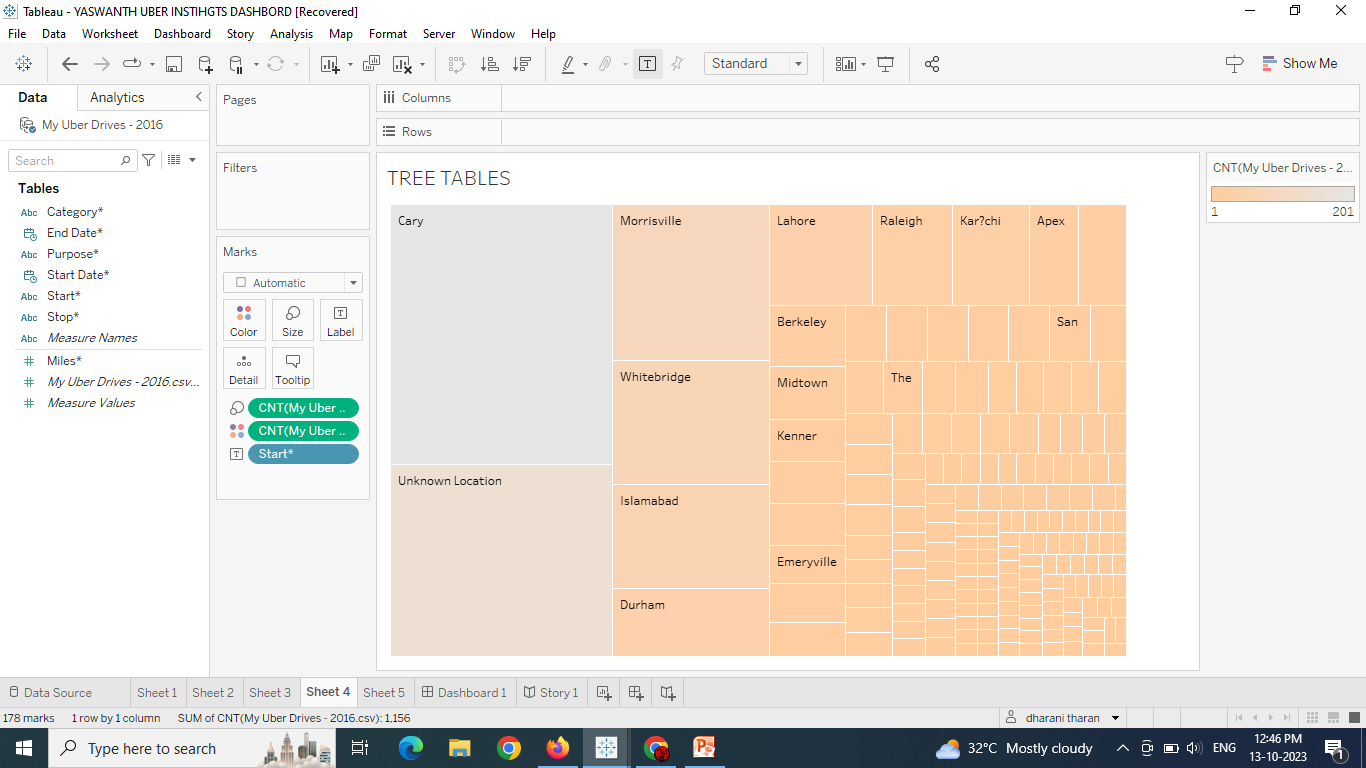 Tableau - YASWANTH UBER INSTIHGTS DASHBORD [Recovered]
File Data Worksheet Dashboard Story Analysis Map Format Server Window Help
Standard
Show Me
Data Analytics
My Uber Drives - 2016
Search
Tables
Abc Category*
End Date*
Abc Purpose*
Start Date*
Abc Start*
Abc Stop*
Abc Measure Names
# Miles*
# My Uber Drives - 2016.csv...
# Measure Values
Pages
Filters
Marks
Automatic
Color Size Label
Detail Tooltip
CNT(My Uber ..
CNT(My Uber ..
Start*
Columns
Rows
TREE TABLES
Cary
Unknown Location
Morrisville
Whitebridge
Islamabad
Durham
Lahore
Raleigh
Kar?chi
Apex
Berkeley
San
Midtown
The
Kenner
Emeryville
CNT(My Uber Drives - 2...
1 201
Data Source Sheet 1 Sheet 2 Sheet 3 Sheet 4 Sheet 5 Dashboard 1 Story 1
178 marks 1 row by 1 column SUM of CNT(My Uber Drives - 2016.csv): 1,156
dharani tharan
Type here to search
32°C Mostly cloudy
ENG
12:46 PM
13-10-2023
1